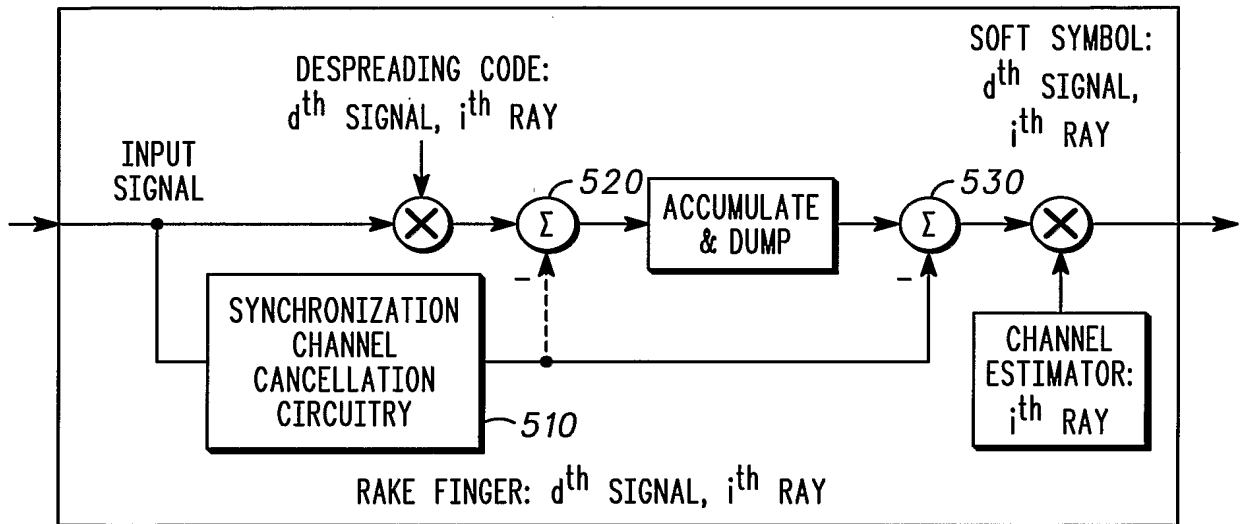 SOFT SYMBOL:
dth SIGNAL,
ith RAY
DESPREADING CODE:
dth SIGNAL, ith RAY
INPUT
SIGNAL
520
530
Σ
ACCUMULATE
& DUMP
Σ
–
–
SYNCHRONIZATION
CHANNEL
CANCELLATION
CIRCUITRY
510
CHANNEL
ESTIMATOR:
ith RAY
RAKE FINGER: dth SIGNAL, ith RAY